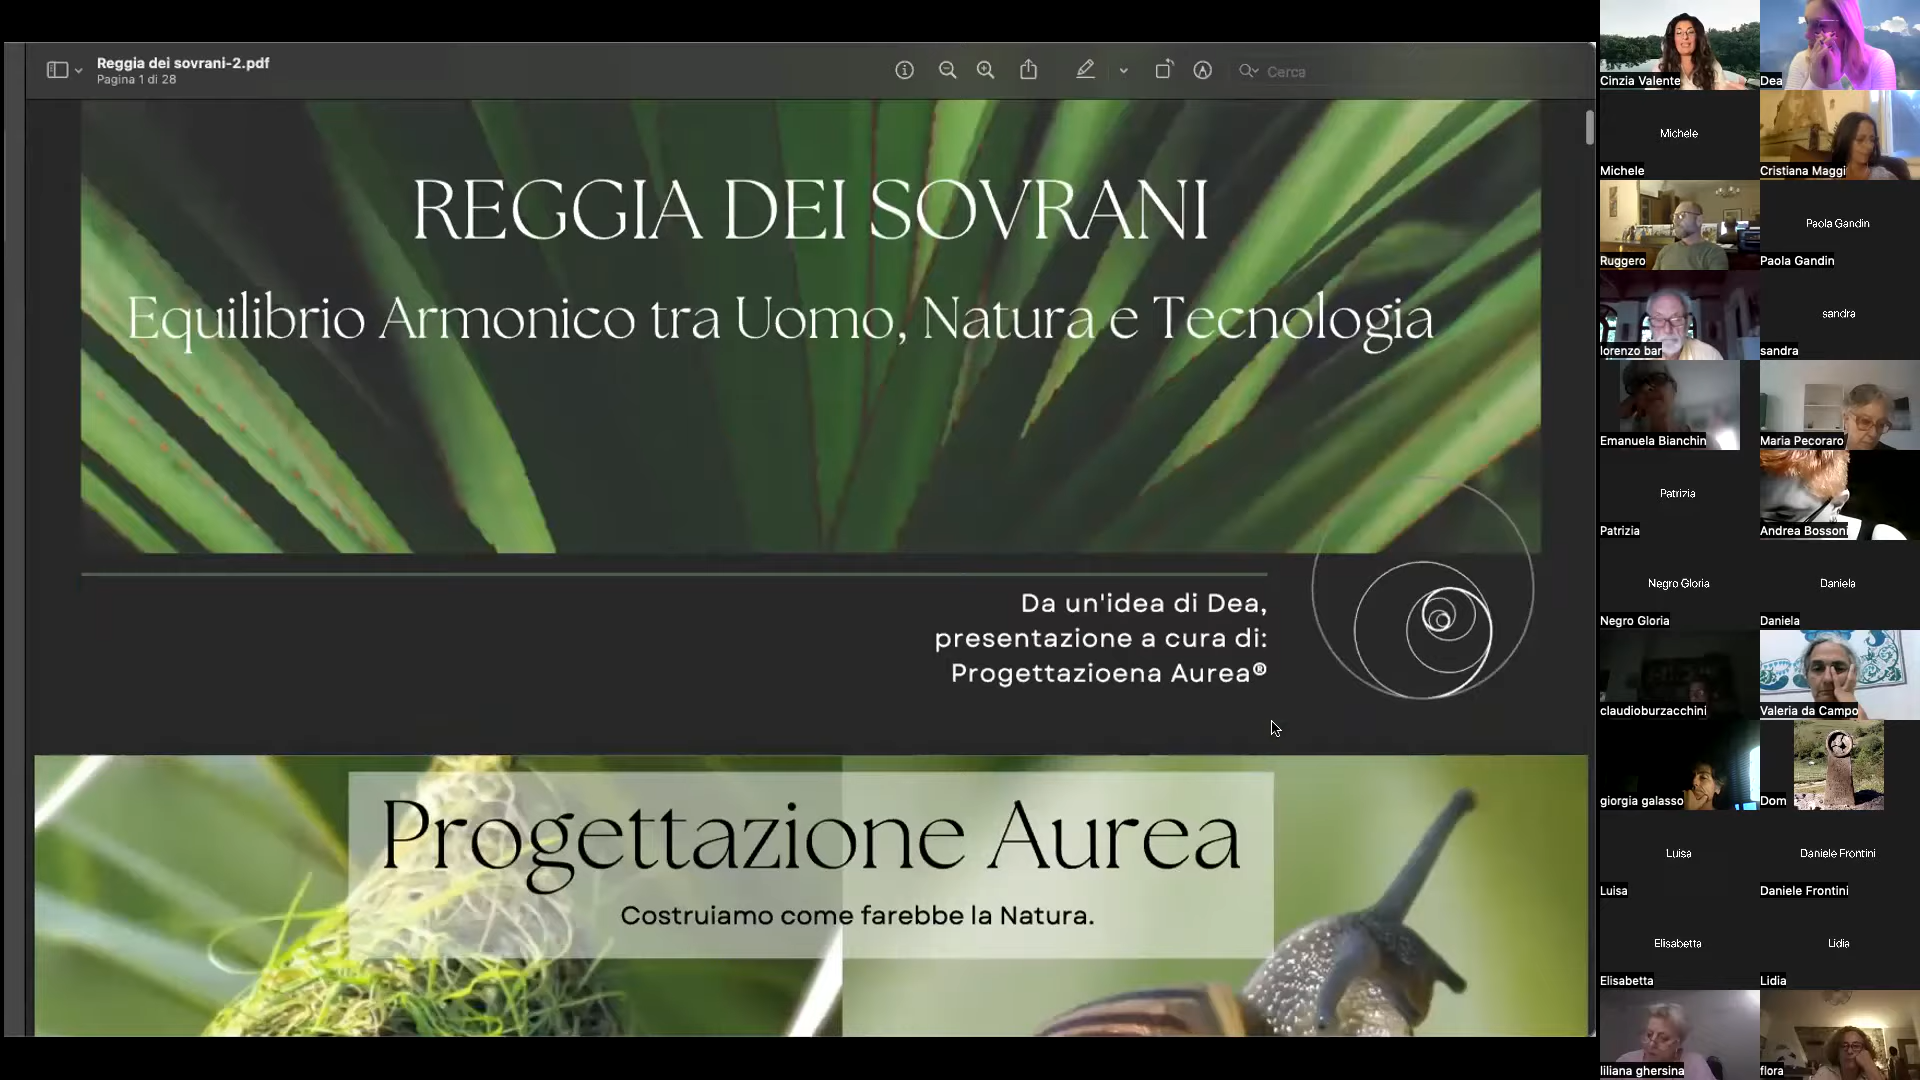 Reggia dei sovrani-2.pdf
Pagina 1 di 28
Cerca
REGGIA DEI SOVRANI
Equilibrio Armonico tra Uomo, Natura e Tecnologia
Da un'idea di Dea,
presentazione a cura di:
Progettazioena Aurea®
Progettazione Aurea
Costruiamo come farebbe la Natura.
Cinzia Valente
Dea
Michele
Michele
Cristiana Maggi
Ruggero
Paola Gandin
Paola Gandin
lorenzo bar
sandra
sandra
Emanuela Bianchin
Maria Pecoraro
Patrizia
Patrizia
Andrea Bossoni
Negro Gloria
Negro Gloria
Daniela
Daniela
claudioburzacchini
Valeria da Campo
giorgia galasso
Dom
Luisa
Luisa
Daniele Frontini
Daniele Frontini
Elisabetta
Elisabetta
Lidia
Lidia
liliana ghersina
flora